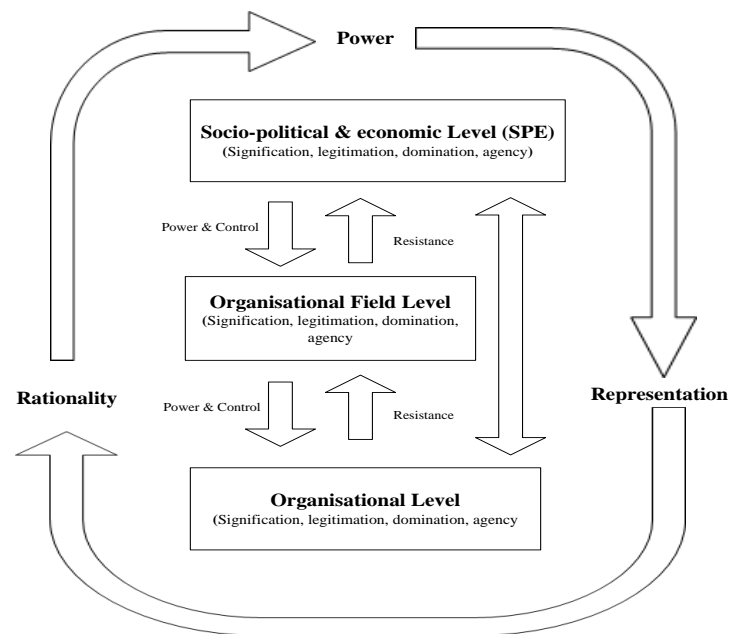 Power
Socio-political & economic Level (SPE)
(Signification, legitimation, domination, agency)
Power & Control
Resistance
Organisational Field Level
(Signification, legitimation, domination,
agency
Rationality
Representation
Power & Control
Resistance
Organisational Level
(Signification, legitimation, domination, agency